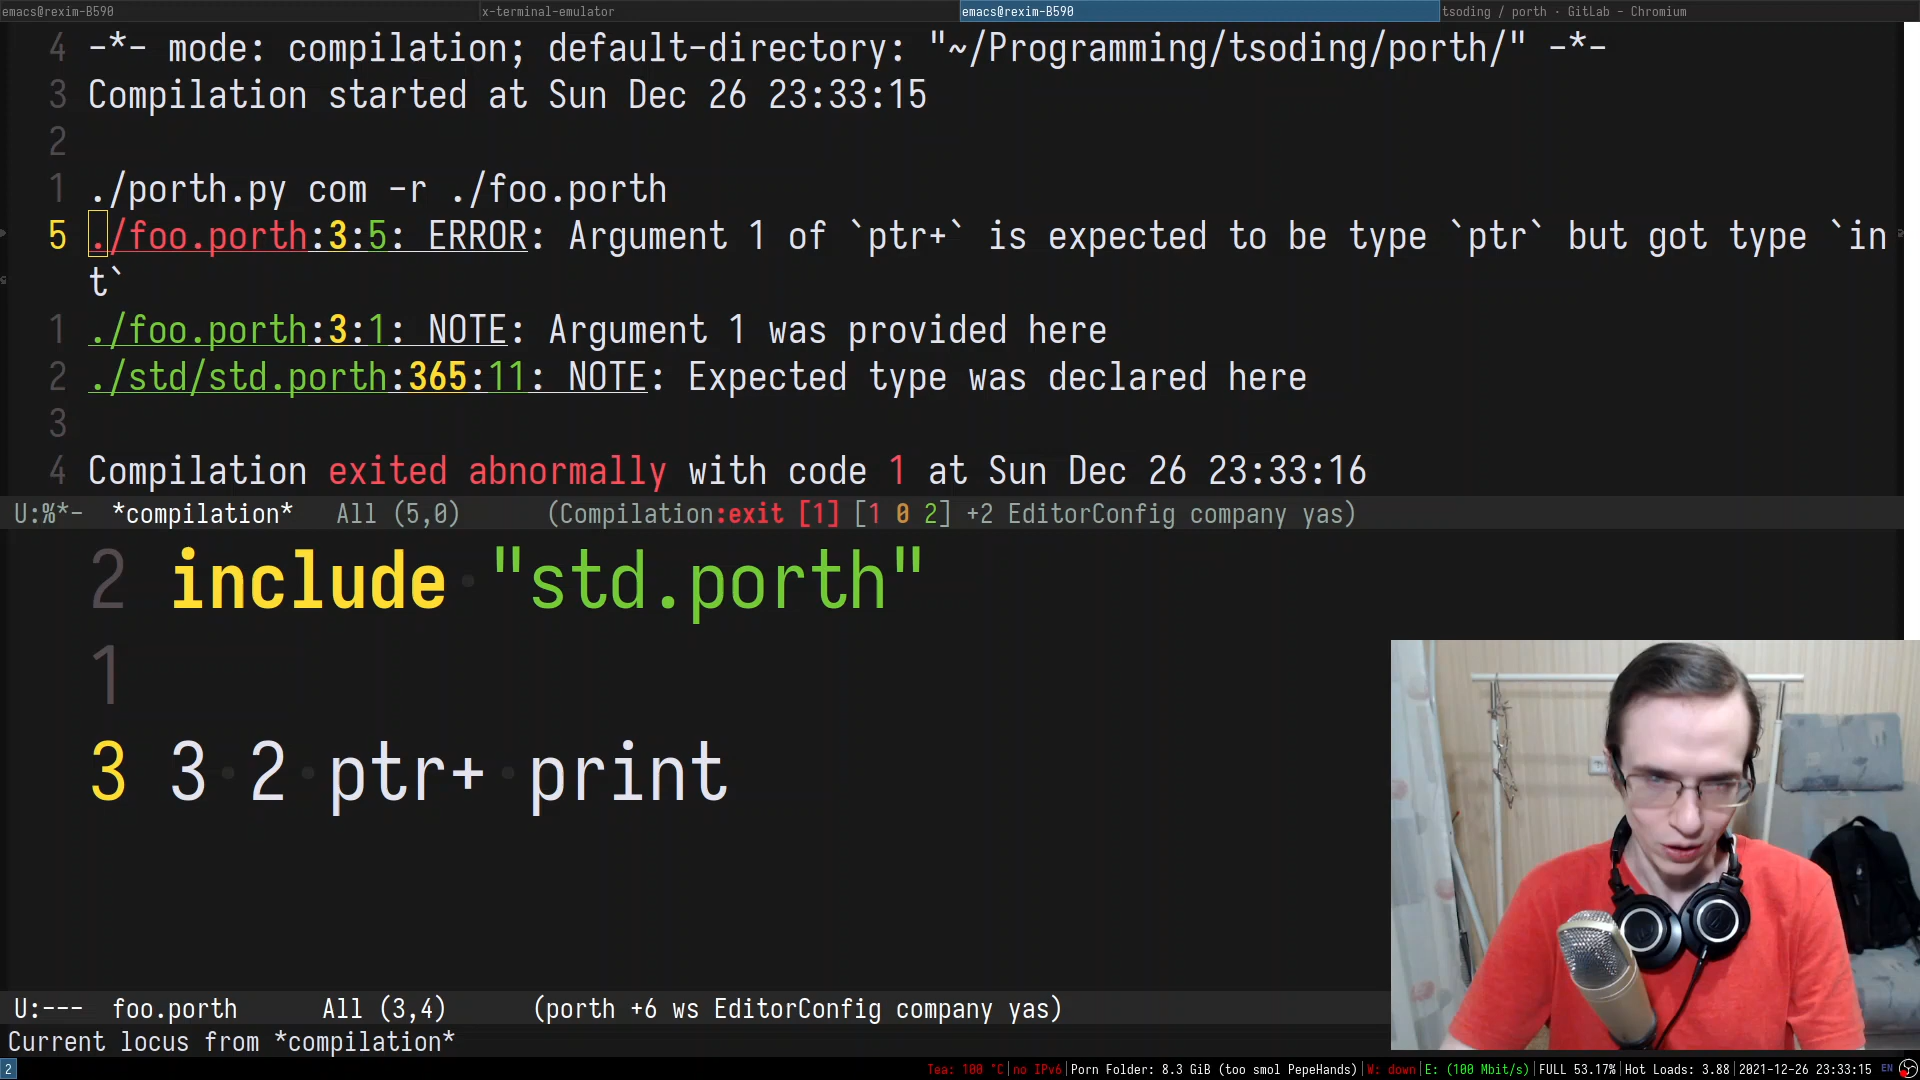 emacs@rexim-B590 x-terminal-emulator emacs@rexim-B590 tsoding / porth · GitLab - Chromium
4 -*- mode: compilation; default-directory: "~/Programming/tsoding/porth/" -*-
3 Compilation started at Sun Dec 26 23:33:15
2
1 ./porth.py com -r ./foo.porth
5 ./foo.porth:3:5: ERROR: Argument 1 of `ptr+` is expected to be type `ptr` but got type `in
t`
1 ./foo.porth:3:1: NOTE: Argument 1 was provided here
2 ./std/std.porth:365:11: NOTE: Expected type was declared here
3
4 Compilation exited abnormally with code 1 at Sun Dec 26 23:33:16
U:%*- *compilation* All (5,0) (Compilation:exit [1] [1 0 2] +2 EditorConfig company yas)
2 include "std.porth"
1
3 3 2 ptr+ print
U:--- foo.porth All (3,4) (porth +6 ws EditorConfig company yas)
Current locus from *compilation*
2 Tea: 100 °C|no IPv6|Porn Folder: 8.3 GiB (too smol PepeHands)|W: down|E: (100 Mbit/s)|FULL 53.17%|Hot Loads: 3.88|2021-12-26 23:33:15 EN